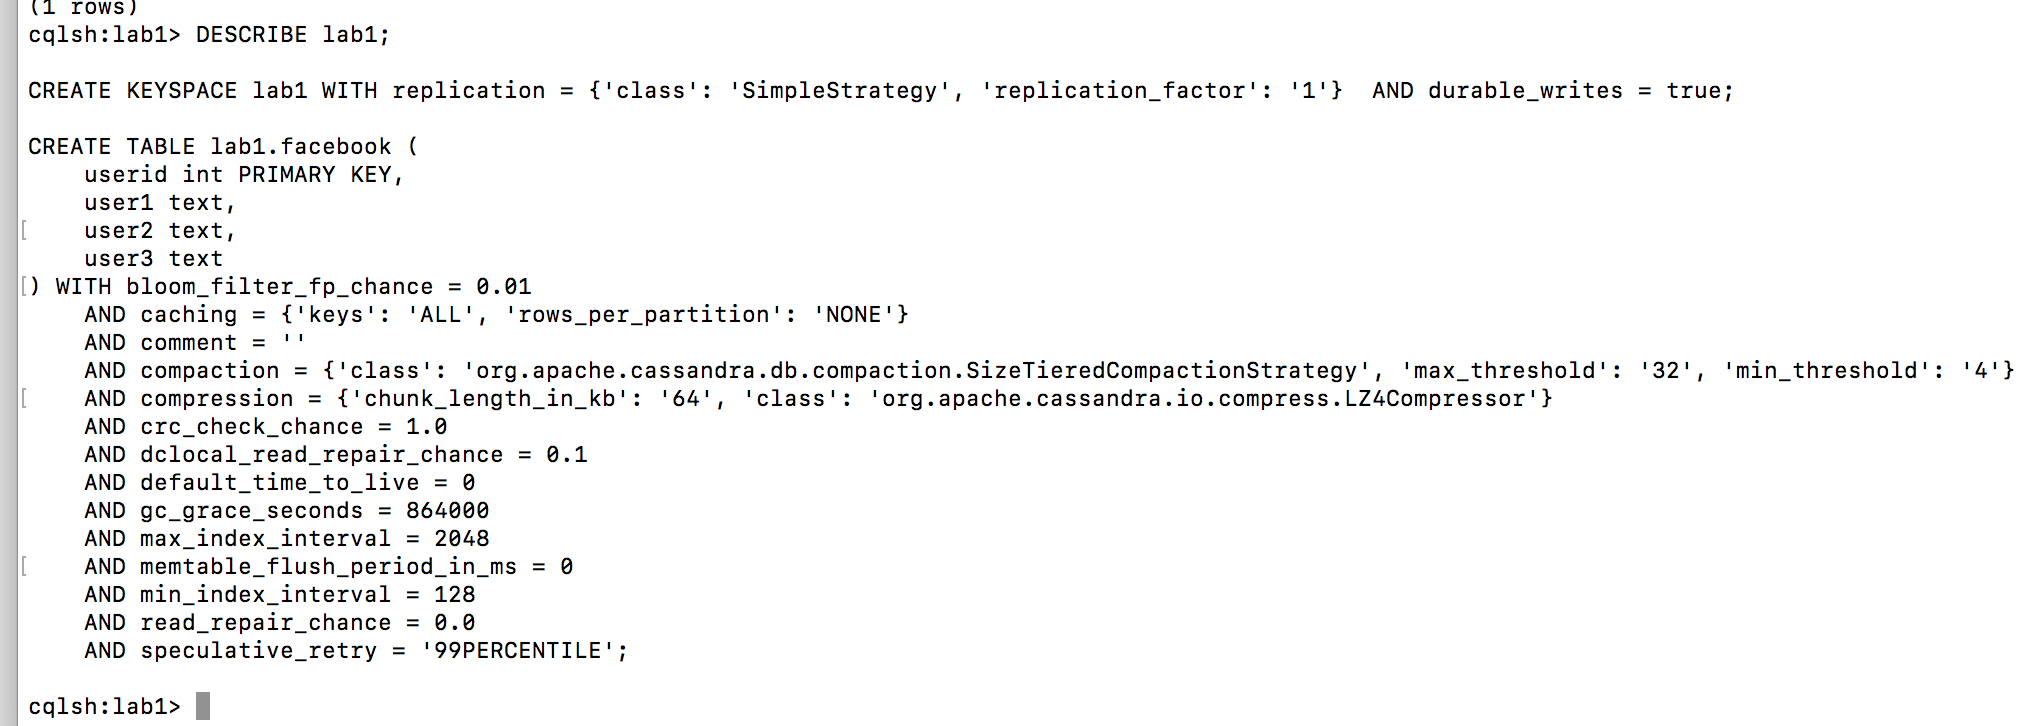 (1 rows)
cqlsh:lab1> DESCRIBE lab1;
CREATE KEYSPACE lab1 WITH replication = {'class': 'SimpleStrategy', 'replication_factor': '1'}  AND durable_writes = true;
CREATE TABLE lab1.facebook (
    userid int PRIMARY KEY,
    user1 text,
[    user2 text,
    user3 text
[) WITH bloom_filter_fp_chance = 0.01
    AND caching = {'keys': 'ALL', 'rows_per_partition': 'NONE'}
    AND comment = ''
    AND compaction = {'class': 'org.apache.cassandra.db.compaction.SizeTieredCompactionStrategy', 'max_threshold': '32', 'min_threshold': '4'}
[    AND compression = {'chunk_length_in_kb': '64', 'class': 'org.apache.cassandra.io.compress.LZ4Compressor'}
    AND crc_check_chance = 1.0
    AND dclocal_read_repair_chance = 0.1
    AND default_time_to_live = 0
    AND gc_grace_seconds = 864000
    AND max_index_interval = 2048
[    AND memtable_flush_period_in_ms = 0
    AND min_index_interval = 128
    AND read_repair_chance = 0.0
    AND speculative_retry = '99PERCENTILE';
cqlsh:lab1>